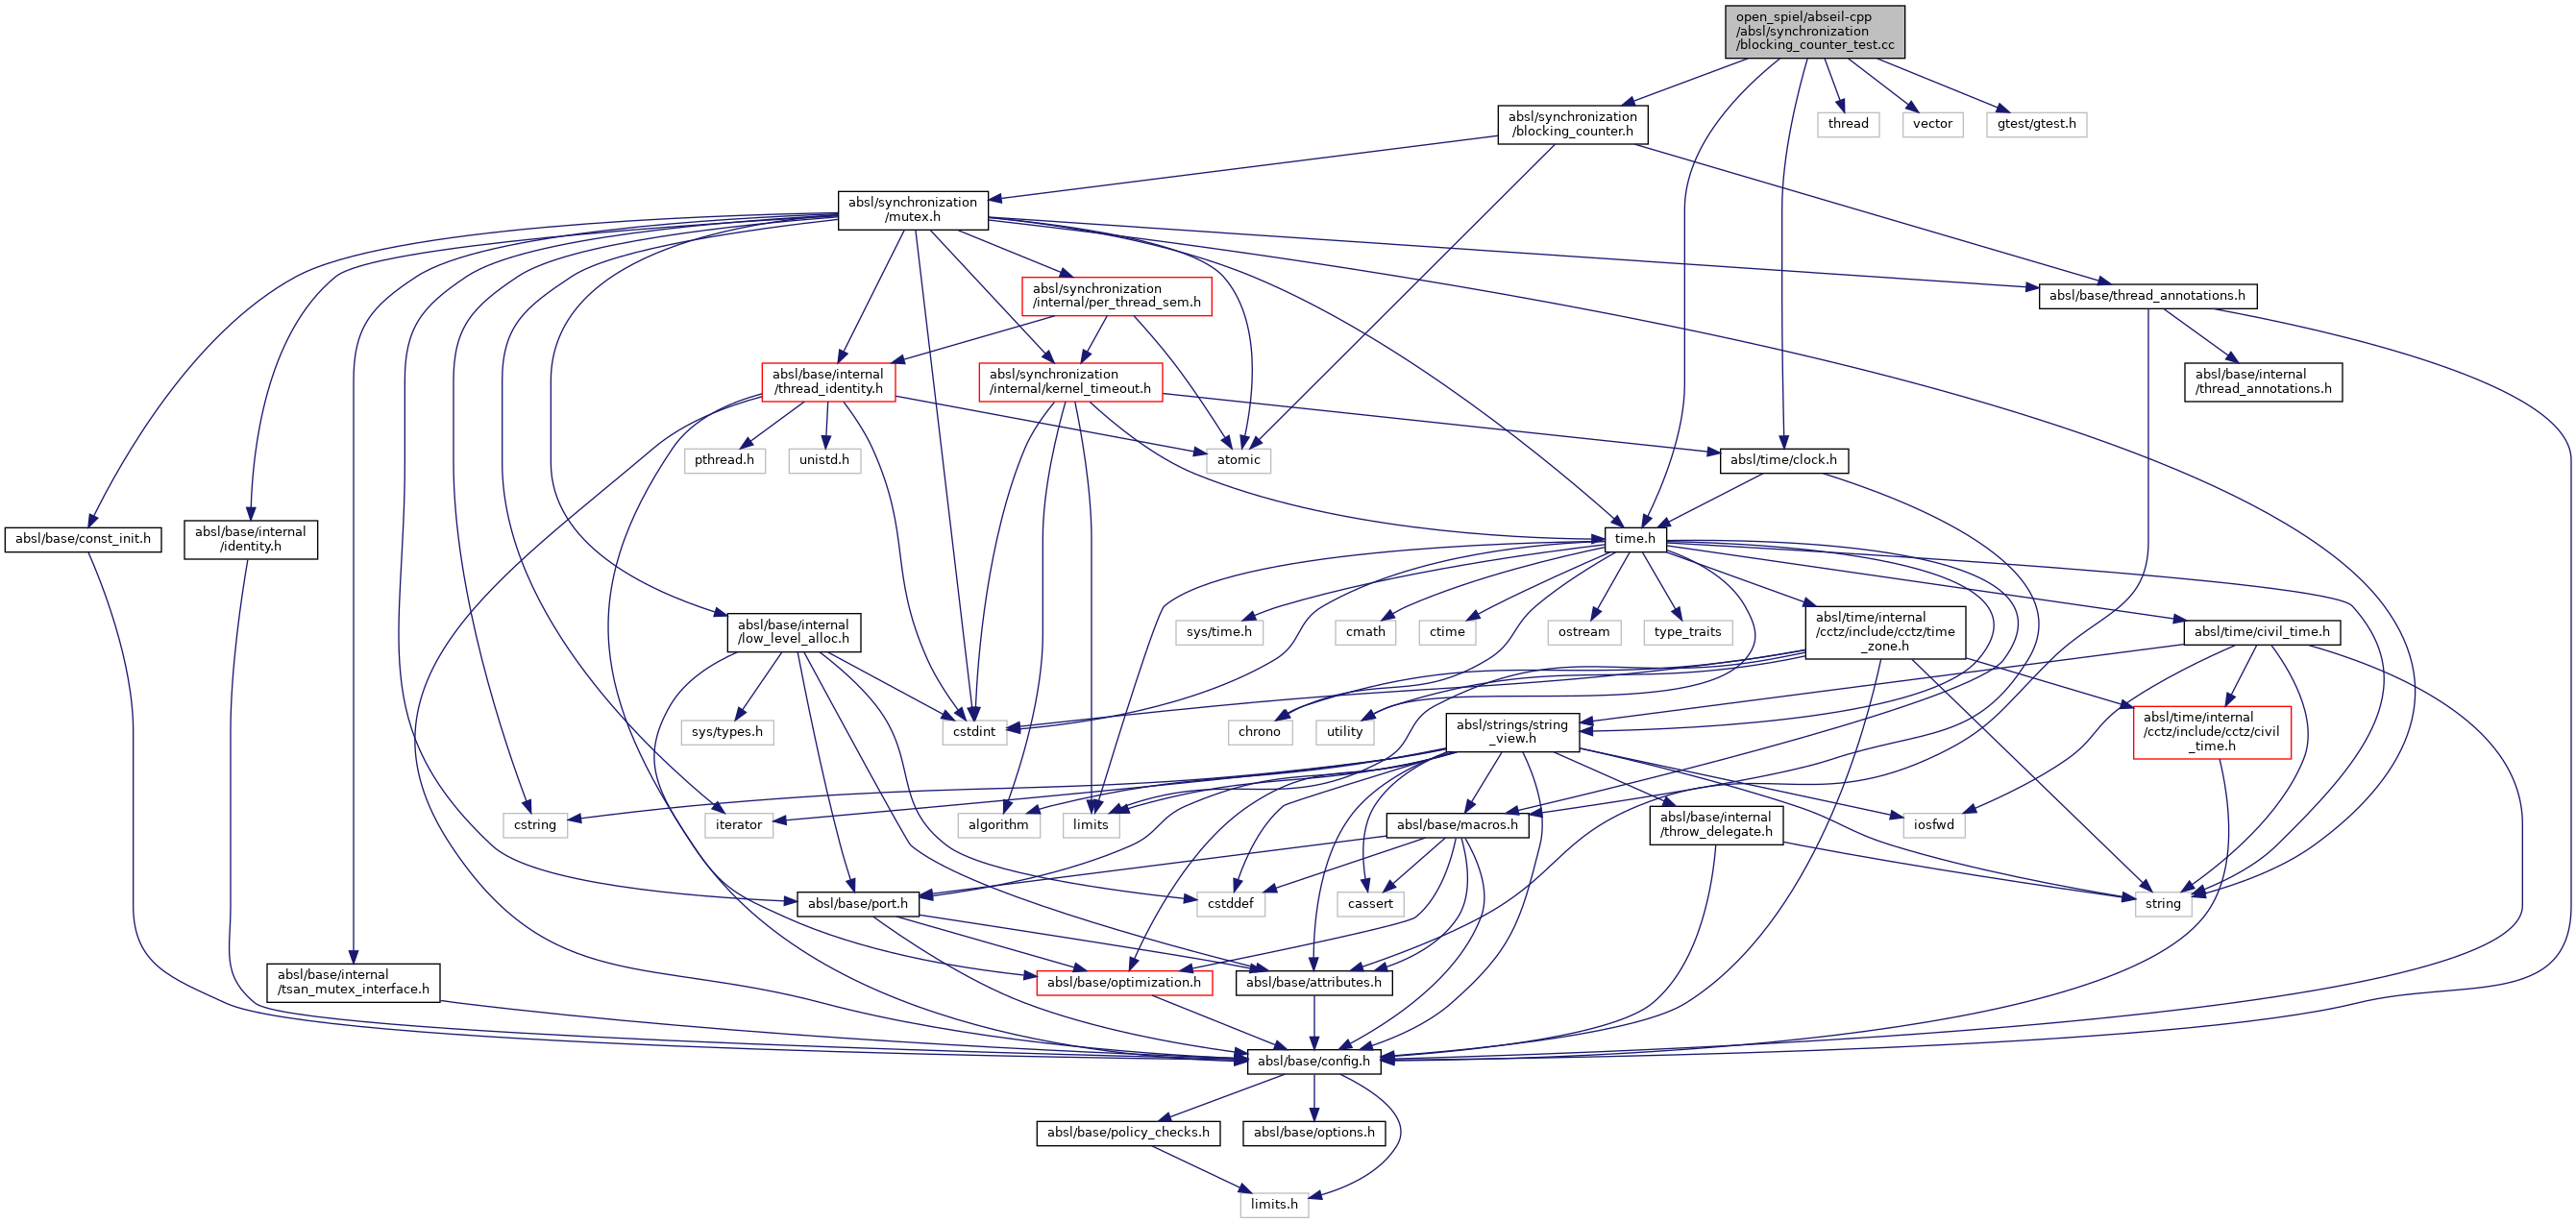 open_spiel/abseil-cpp
/absl/synchronization
/blocking_counter_test.cc
absl/synchronization
/blocking_counter.h
thread
vector
gtest/gtest.h
absl/synchronization
/mutex.h
absl/synchronization
/internal/per_thread_sem.h
absl/base/thread_annotations.h
absl/base/internal
/thread_identity.h
absl/synchronization
/internal/kernel_timeout.h
absl/base/internal
/thread_annotations.h
pthread.h
unistd.h
atomic
absl/time/clock.h
absl/base/const_init.h
absl/base/internal
/identity.h
time.h
absl/base/internal
/low_level_alloc.h
sys/time.h
cmath
ctime
ostream
type_traits
absl/time/internal
/cctz/include/cctz/time
_zone.h
absl/time/civil_time.h
sys/types.h
cstdint
chrono
utility
absl/strings/string
_view.h
absl/time/internal
/cctz/include/cctz/civil
_time.h
cstring
iterator
algorithm
limits
absl/base/macros.h
absl/base/internal
/throw_delegate.h
iosfwd
absl/base/port.h
cstddef
cassert
string
absl/base/internal
/tsan_mutex_interface.h
absl/base/optimization.h
absl/base/attributes.h
absl/base/config.h
absl/base/policy_checks.h
absl/base/options.h
limits.h